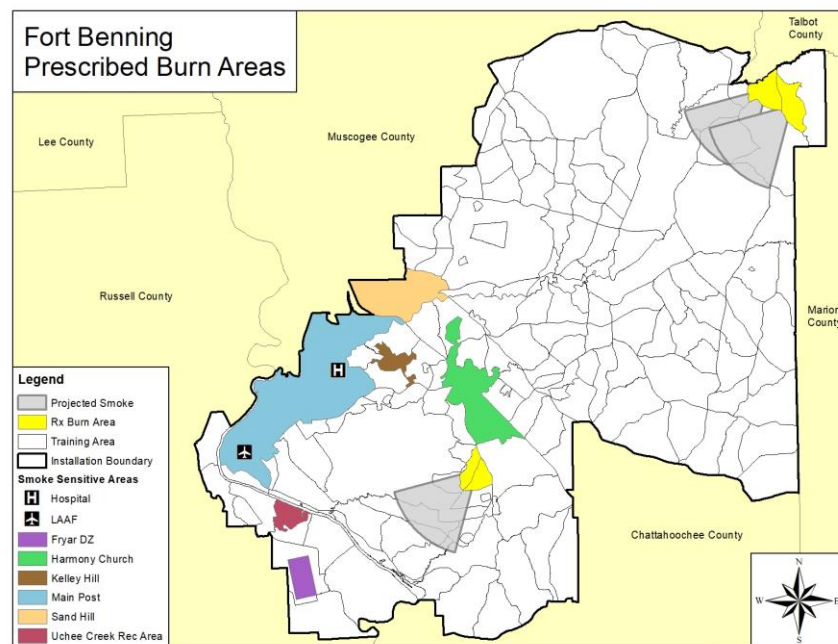 Fort Benning
Prescribed Burn Areas
Talbot
County
Lee County
Muscogee County
Russell County
Marion
County
Chattahoochee County
Legend
Projected Smoke
Rx Burn Area
Training Area
Installation Boundary
Smoke Sensitive Areas
H Hospital
LAAF
Fryar DZ
Harmony Church
Kelley Hill
Main Post
Sand Hill
Uchee Creek Rec Area
H
N
W E
S